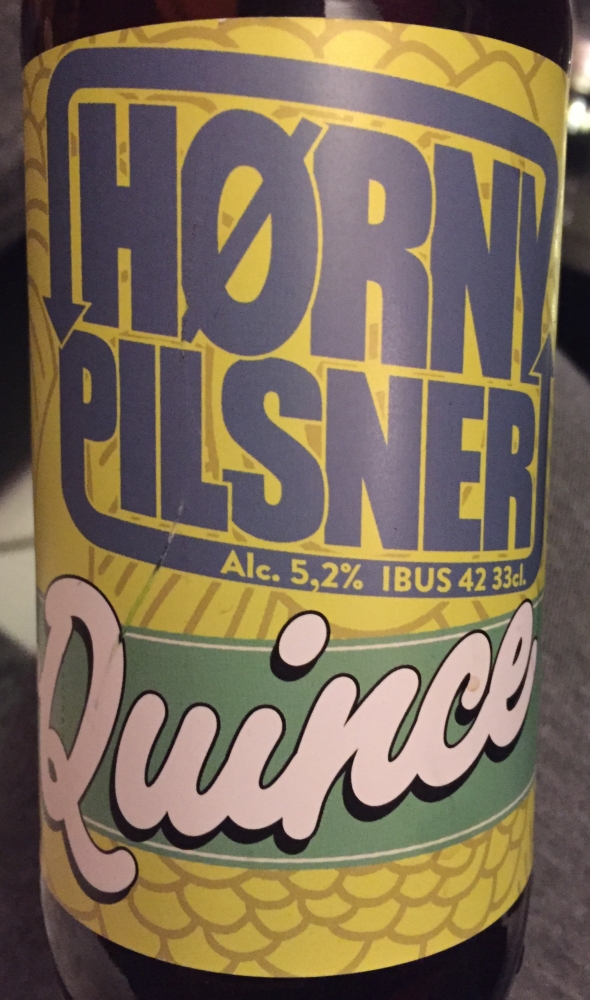 HØRNY
PILSNER
Alc. 5,2% IBUS 42 33cl.
Quince